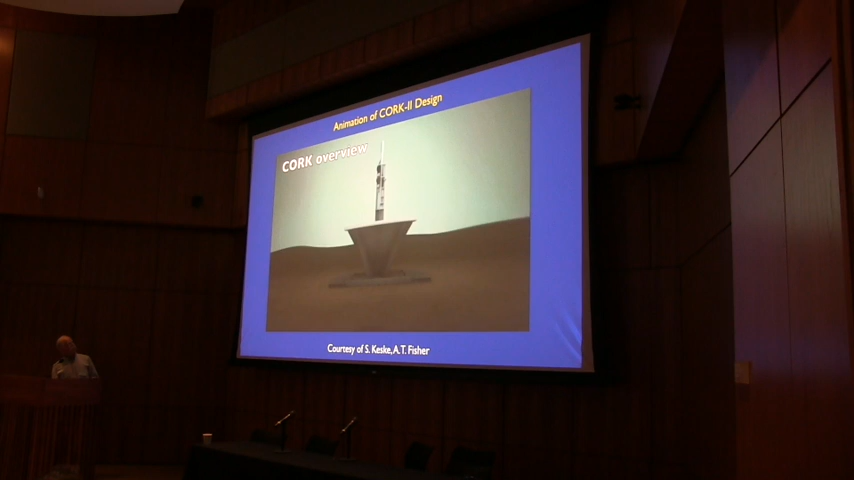 Animation of CORK-II Design
CORK overview
Courtesy of S. Keske, A.T. Fisher